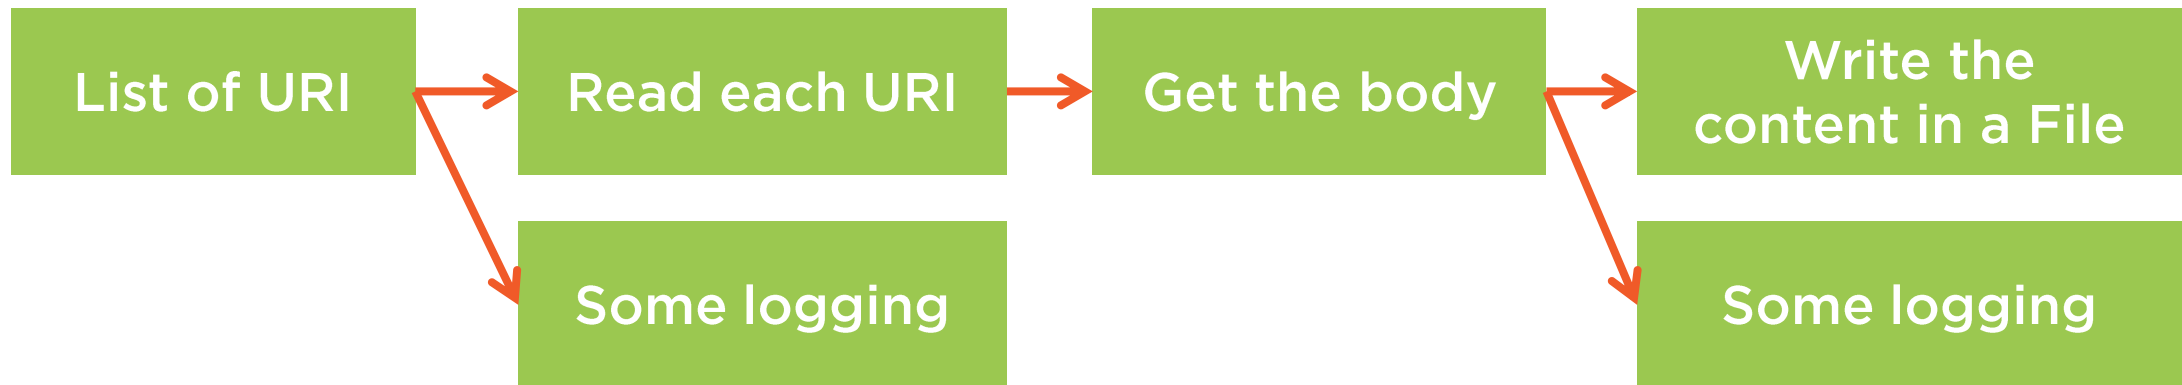 List of URI
Read each URI
Get the body
Write the
content in a File
Some logging
Some logging